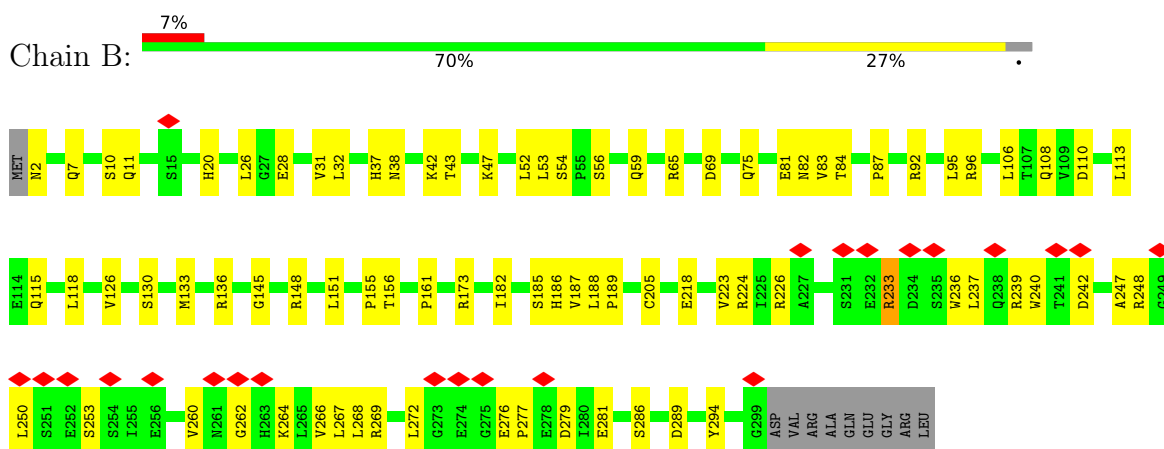 7%
Chain B:
70% 27% •
MET N2 Q7 S10 Q11 S15 H20 L26 G27 E28 V31 L32 H37 N38 K42 T43 K47 L52 L53 S54 P55 S56 Q59 R65 D69 Q75 E81 N82 V83 T84 P87 R92 L95 R96 L106 T107 Q108 V109 D110 L113
E114 Q115 L118 V126 S130 M133 R136 G145 R148 L151 P155 T156 P161 R173 I182 S185 H186 V187 L188 P189 C205 E218 V223 R224 I225 R226 A227 S231 E232 R233 D234 S235 W236 L237 Q238 R239 W240 T241 D242 A247 R248 G249
L250 S251 E252 S253 S254 I255 E256 V260 N261 G262 H263 K264 L265 V266 L267 L268 R269 L272 G273 E274 G275 E276 P277 E278 D279 I280 E281 S286 D289 Y294 G299 ASP VAL ARG ALA GLN GLU GLY ARG LEU